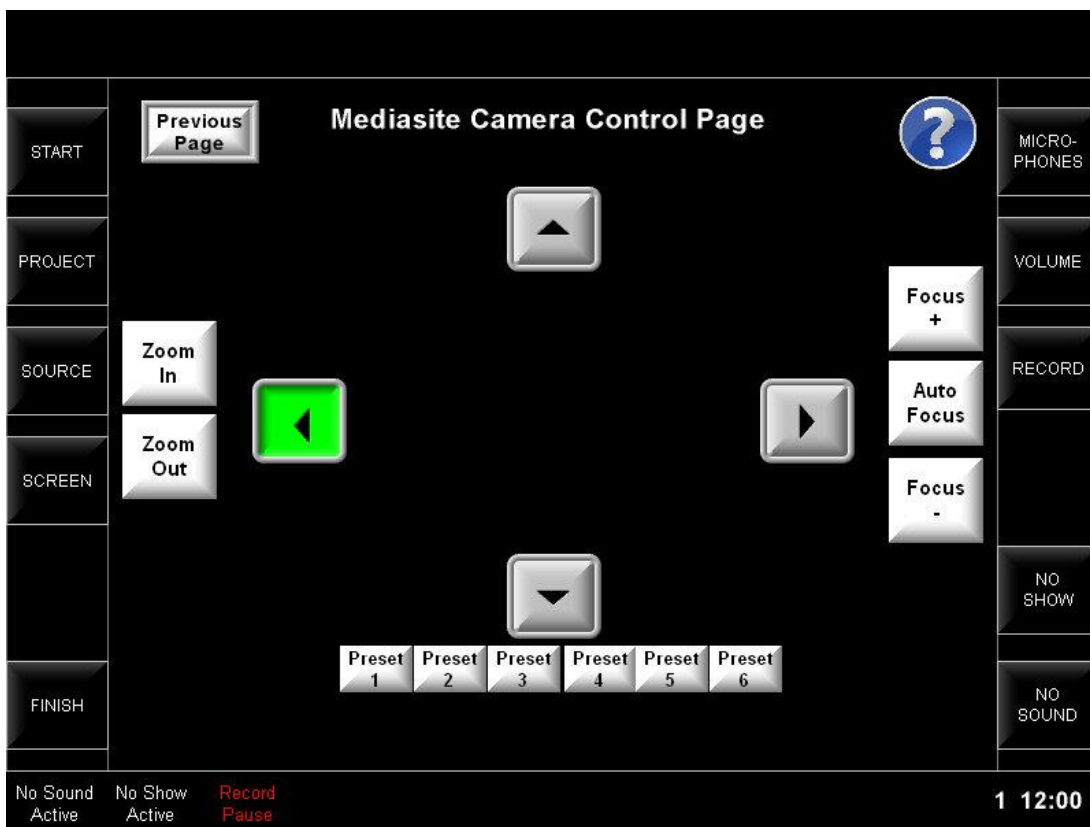 Previous
Page
Mediasite Camera Control Page
?
START
PROJECT
SOURCE
SCREEN
FINISH
Zoom
In
Zoom
Out
Focus
+
Auto
Focus
Focus
-
MICRO-
PHONES
VOLUME
RECORD
NO
SHOW
NO
SOUND
Preset
1
Preset
2
Preset
3
Preset
4
Preset
5
Preset
6
No Sound
Active
No Show
Active
Record
Pause
1 12:00